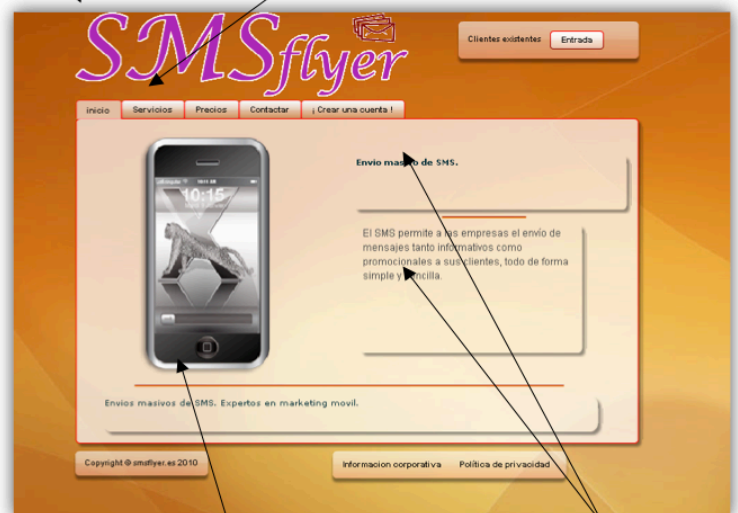 SMSflyer
Clientes existentes Entrada
inicio Servicios Precios Contactar ¡ Crear una cuenta !
10:15
Envio masivo de SMS.
El SMS permite a las empresas el envío de
mensajes tanto informativos como
promocionales a sus clientes, todo de forma
simple y sencilla.
Envios masivos de SMS. Expertos en marketing movil.
Copyright © smsflyer.es 2010
Informacion corporativa Política de privacidad